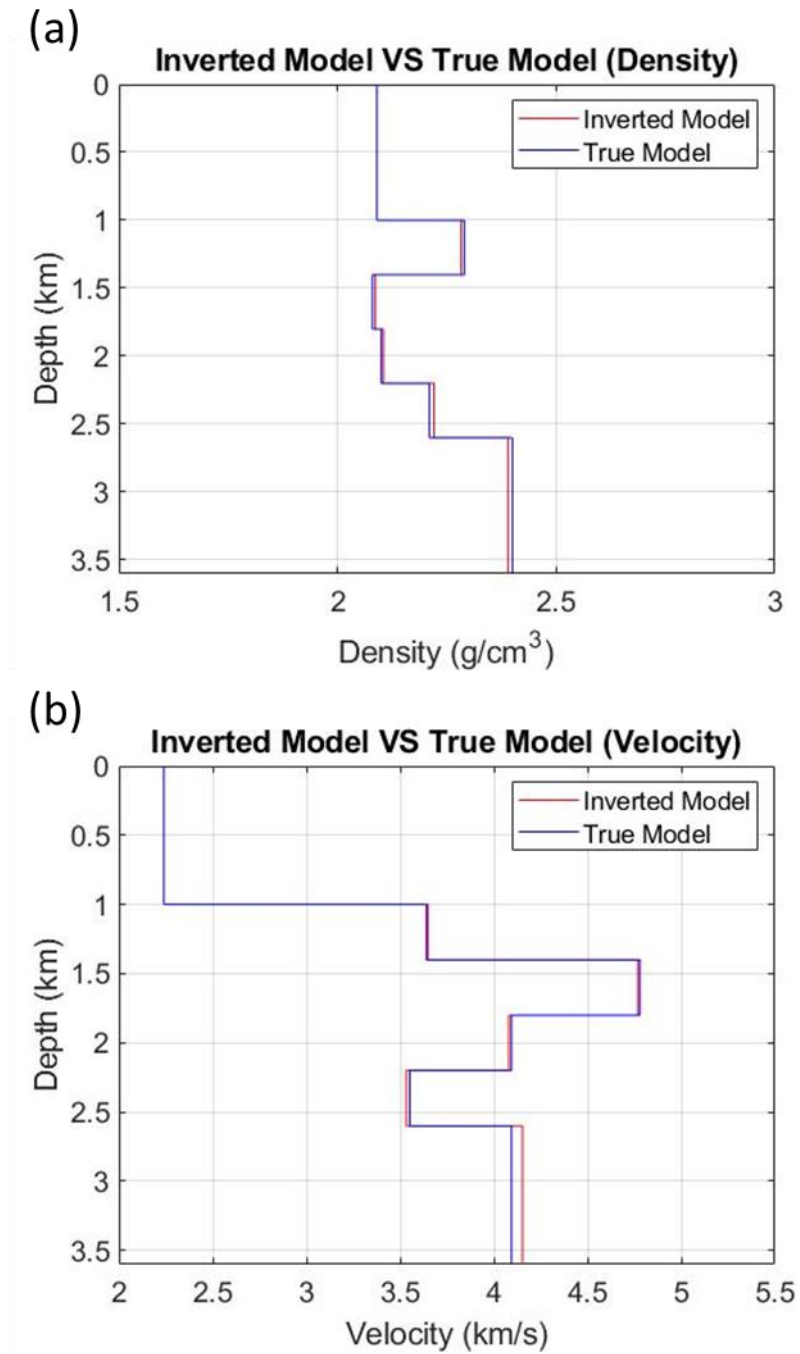 (a)
Inverted Model VS True Model (Density)
0
0.5
1
1.5
2
2.5
3
3.5
Depth (km)
Inverted Model
True Model
1.5 2 2.5 3
Density (g/cm³)
(b)
Inverted Model VS True Model (Velocity)
0
0.5
1
1.5
2
2.5
3
3.5
Depth (km)
Inverted Model
True Model
2 2.5 3 3.5 4 4.5 5 5.5
Velocity (km/s)